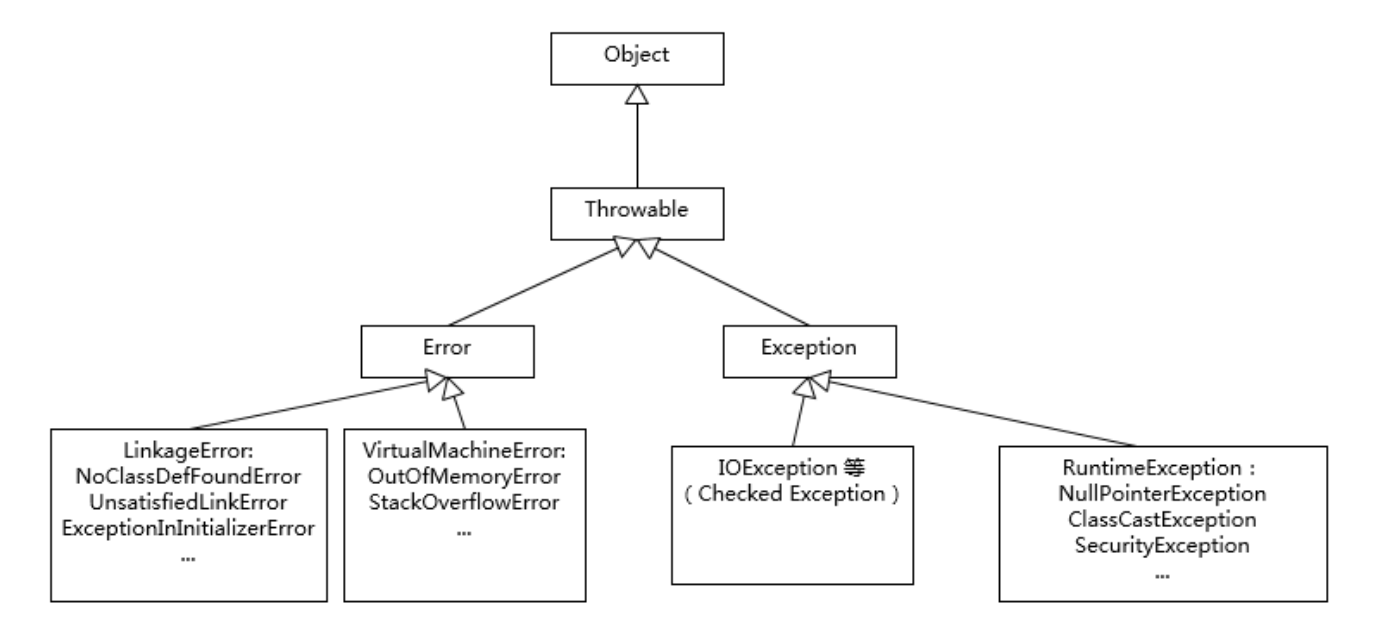 Object
Throwable
Error
Exception
LinkageError:
NoClassDefFoundError
UnsatisfiedLinkError
ExceptionInInitializerError
...
VirtualMachineError:
OutOfMemoryError
StackOverflowError
...
IOException 等
（Checked Exception）
RuntimeException：
NullPointerException
ClassCastException
SecurityException
...